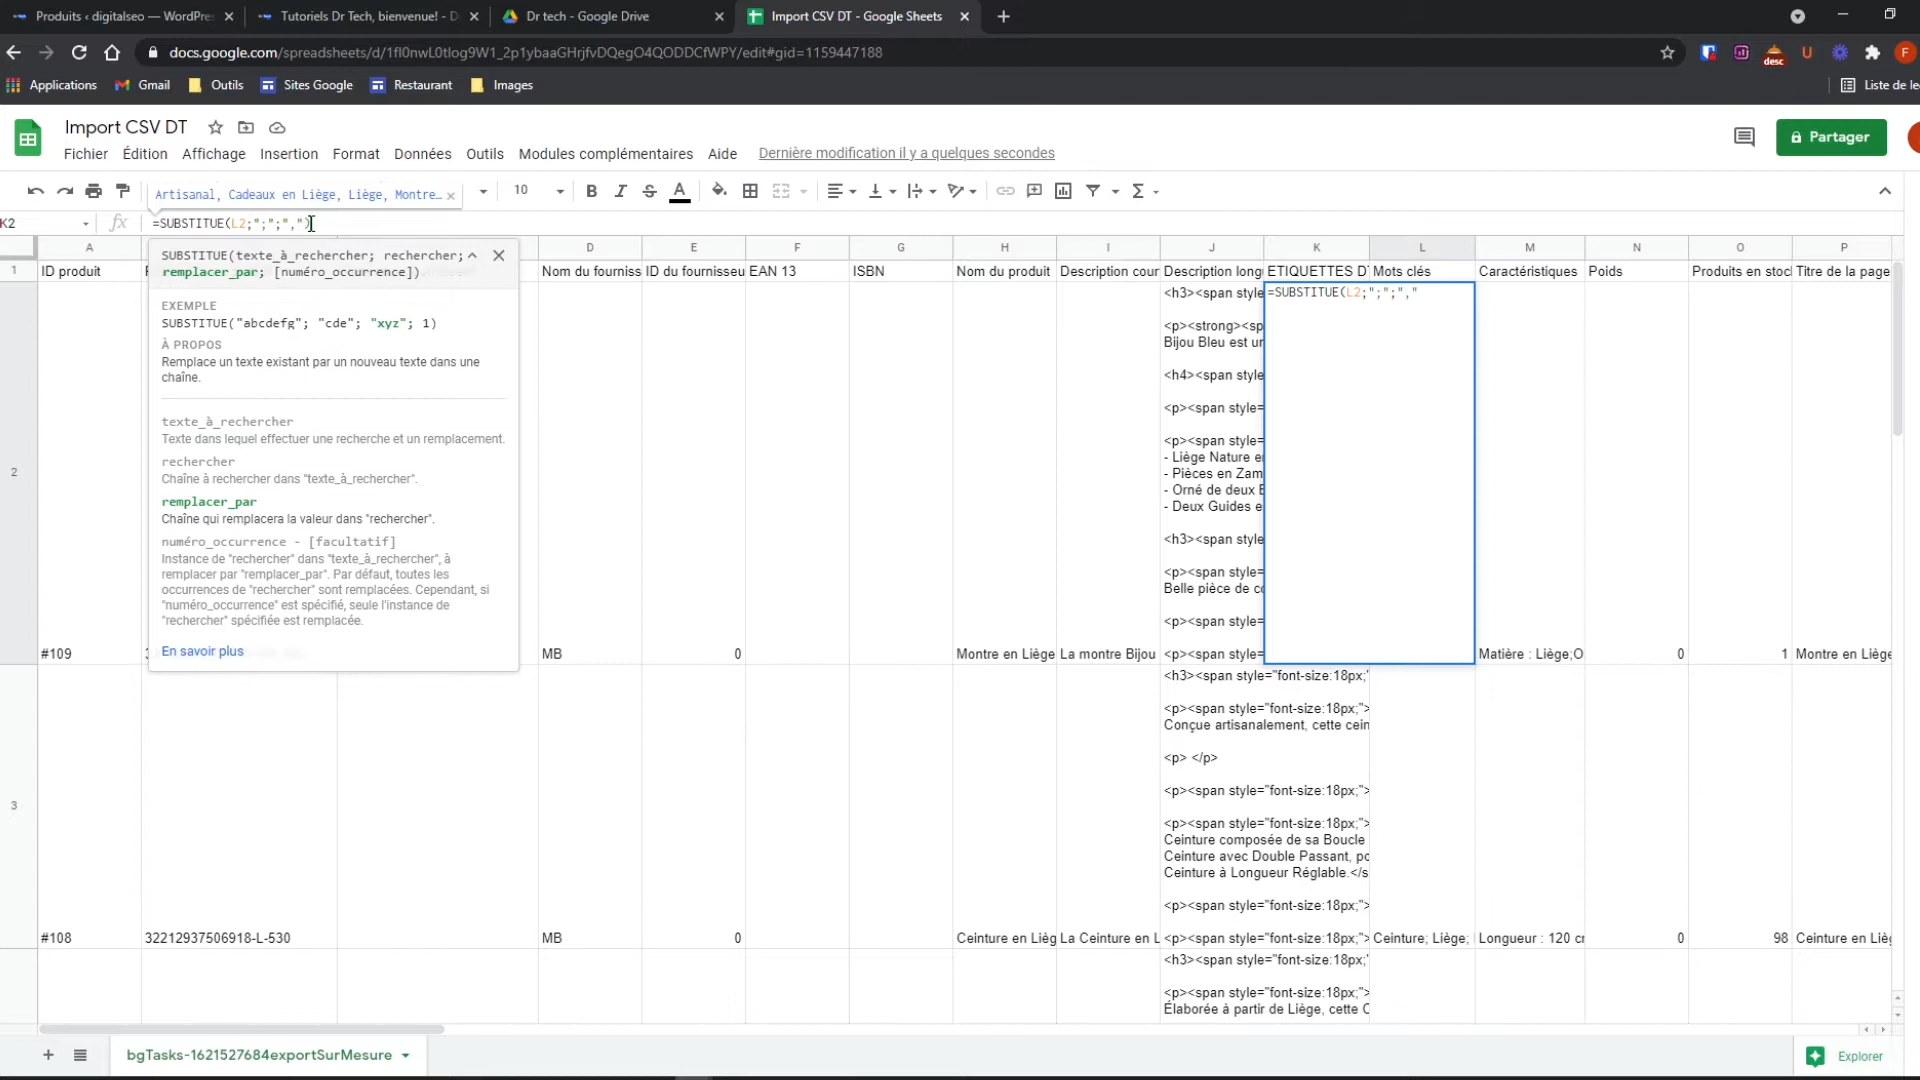 Produits ‹ digitalseo — WordPres
Tutoriels Dr Tech, bienvenue! - D
Dr tech - Google Drive
Import CSV DT - Google Sheets
docs.google.com/spreadsheets/d/1fI0nwL0tlog9W1_2p1ybaaGHrjfvDQegO4QODDCfWPY/edit#gid=1159447188
desc
U
F
Applications
Gmail
Outils
Sites Google
Restaurant
Images
Liste de le
Import CSV DT
Partager
Fichier Édition Affichage Insertion Format Données Outils Modules complémentaires Aide Dernière modification il y a quelques secondes
Artisanal, Cadeaux en Liège, Liège, Montre…
10
K2
=SUBSTITUE(L2;";";",")
SUBSTITUE(texte_à_rechercher; rechercher;
remplacer_par; [numéro_occurrence])
EXEMPLE
SUBSTITUE("abcdefg"; "cde"; "xyz"; 1)
À PROPOS
Remplace un texte existant par un nouveau texte dans une
chaîne.
texte_à_rechercher
Texte dans lequel effectuer une recherche et un remplacement.
rechercher
Chaîne à rechercher dans "texte_à_rechercher".
remplacer_par
Chaîne qui remplacera la valeur dans "rechercher".
numéro_occurrence - [facultatif]
Instance de "rechercher" dans "texte_à_rechercher", à
remplacer par "remplacer_par". Par défaut, toutes les
occurrences de "rechercher" sont remplacées. Cependant, si
"numéro_occurrence" est spécifié, seule l'instance de
"rechercher" spécifiée est remplacée.
En savoir plus
A D E F G H I J K L M N O P
1 ID produit Nom du fourniss ID du fournisseu EAN 13 ISBN Nom du produit Description cour Description long ETIQUETTES D Mots clés Caractéristiques Poids Produits en stoc Titre de la page
<h3><span style =SUBSTITUE(L2;";";","
<p><strong><sp
Bijou Bleu est un
<h4><span style
<p><span style=
<p><span style=
- Liège Nature en
2
- Pièces en Zam
- Orné de deux E
- Deux Guides e
<h3><span style
<p><span style=
Belle pièce de co
<p><span style=
#109 MB 0 Montre en Liège La montre Bijou <p><span style= Matière : Liège;O 0 1 Montre en Liège
<h3><span style="font-size:18px;"
<p><span style="font-size:18px;">
Conçue artisanalement, cette cein
<p> </p>
<p><span style="font-size:18px;">
3
<p><span style="font-size:18px;">
Ceinture composée de sa Boucle
Ceinture avec Double Passant, po
Ceinture à Longueur Réglable.</s
<p><span style="font-size:18px;">
#108 32212937506918-L-530 MB 0 Ceinture en Lièg La Ceinture en L <p><span style="font-size:18px;"> Ceinture; Liège; Longueur : 120 cm 0 98 Ceinture en Lièg
<h3><span style="font-size:18px;"
<p><span style="font-size:18px;">
Élaborée à partir de Liège, cette C
bgTasks-1621527684exportSurMesure
Explorer